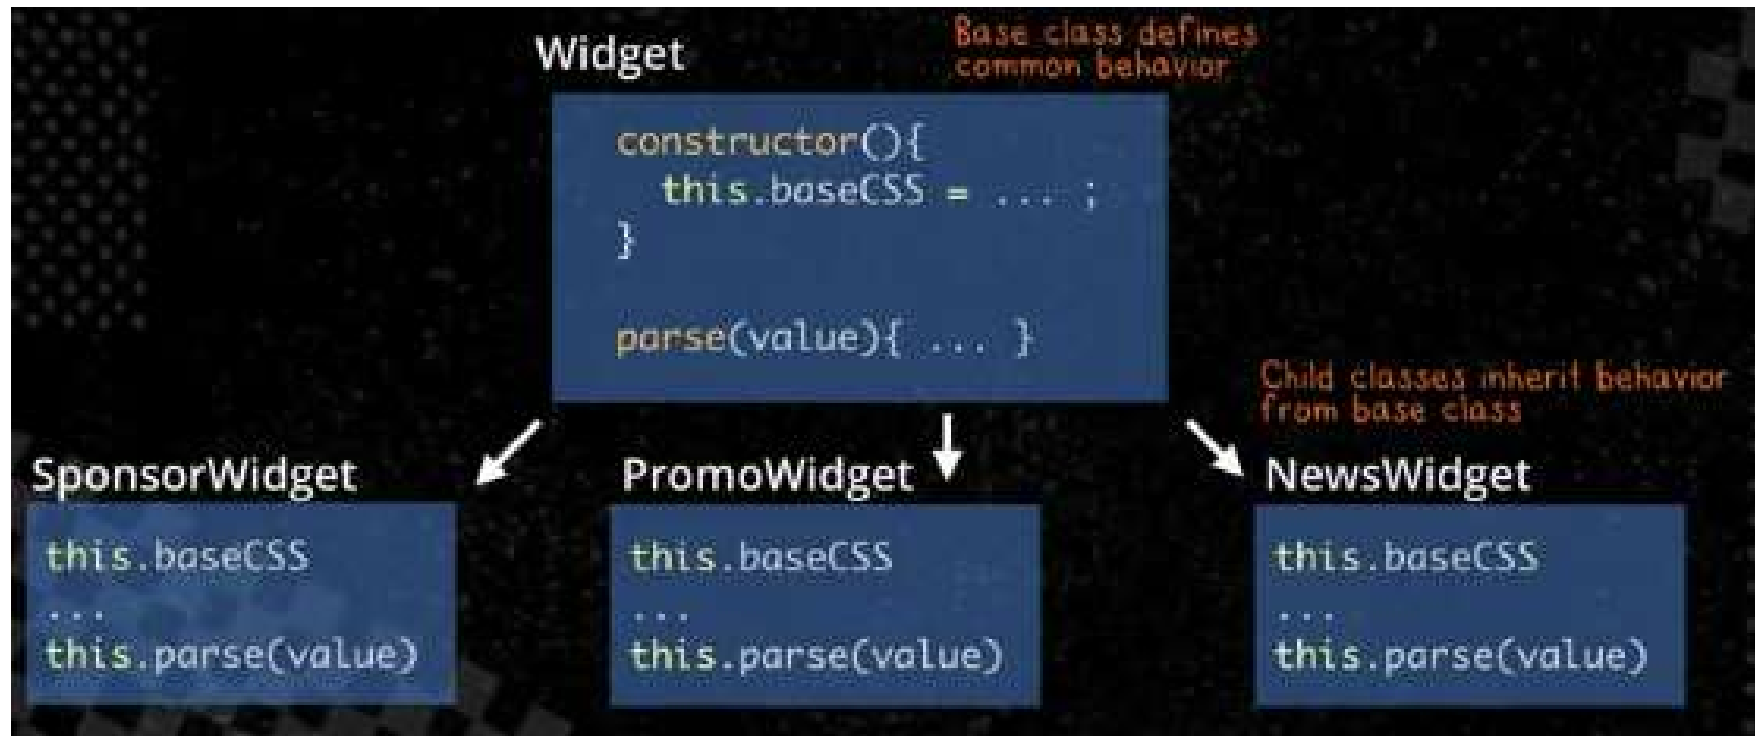 Widget
Base class defines
common behavior
constructor(){
this.baseCSS = ... ;
}
parse(value){ ... }
Child classes inherit behavior
from base class
SponsorWidget
this.baseCSS
...
this.parse(value)
PromoWidget
this.baseCSS
...
this.parse(value)
NewsWidget
this.baseCSS
...
this.parse(value)